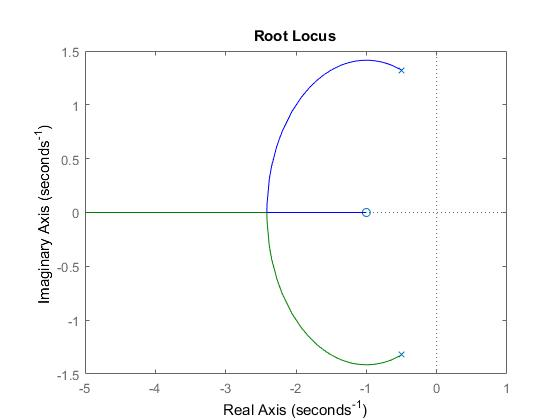 Root Locus
Imaginary Axis (seconds⁻¹)
1.5
1
0.5
0
-0.5
-1
-1.5
-5 -4 -3 -2 -1 0 1
Real Axis (seconds⁻¹)